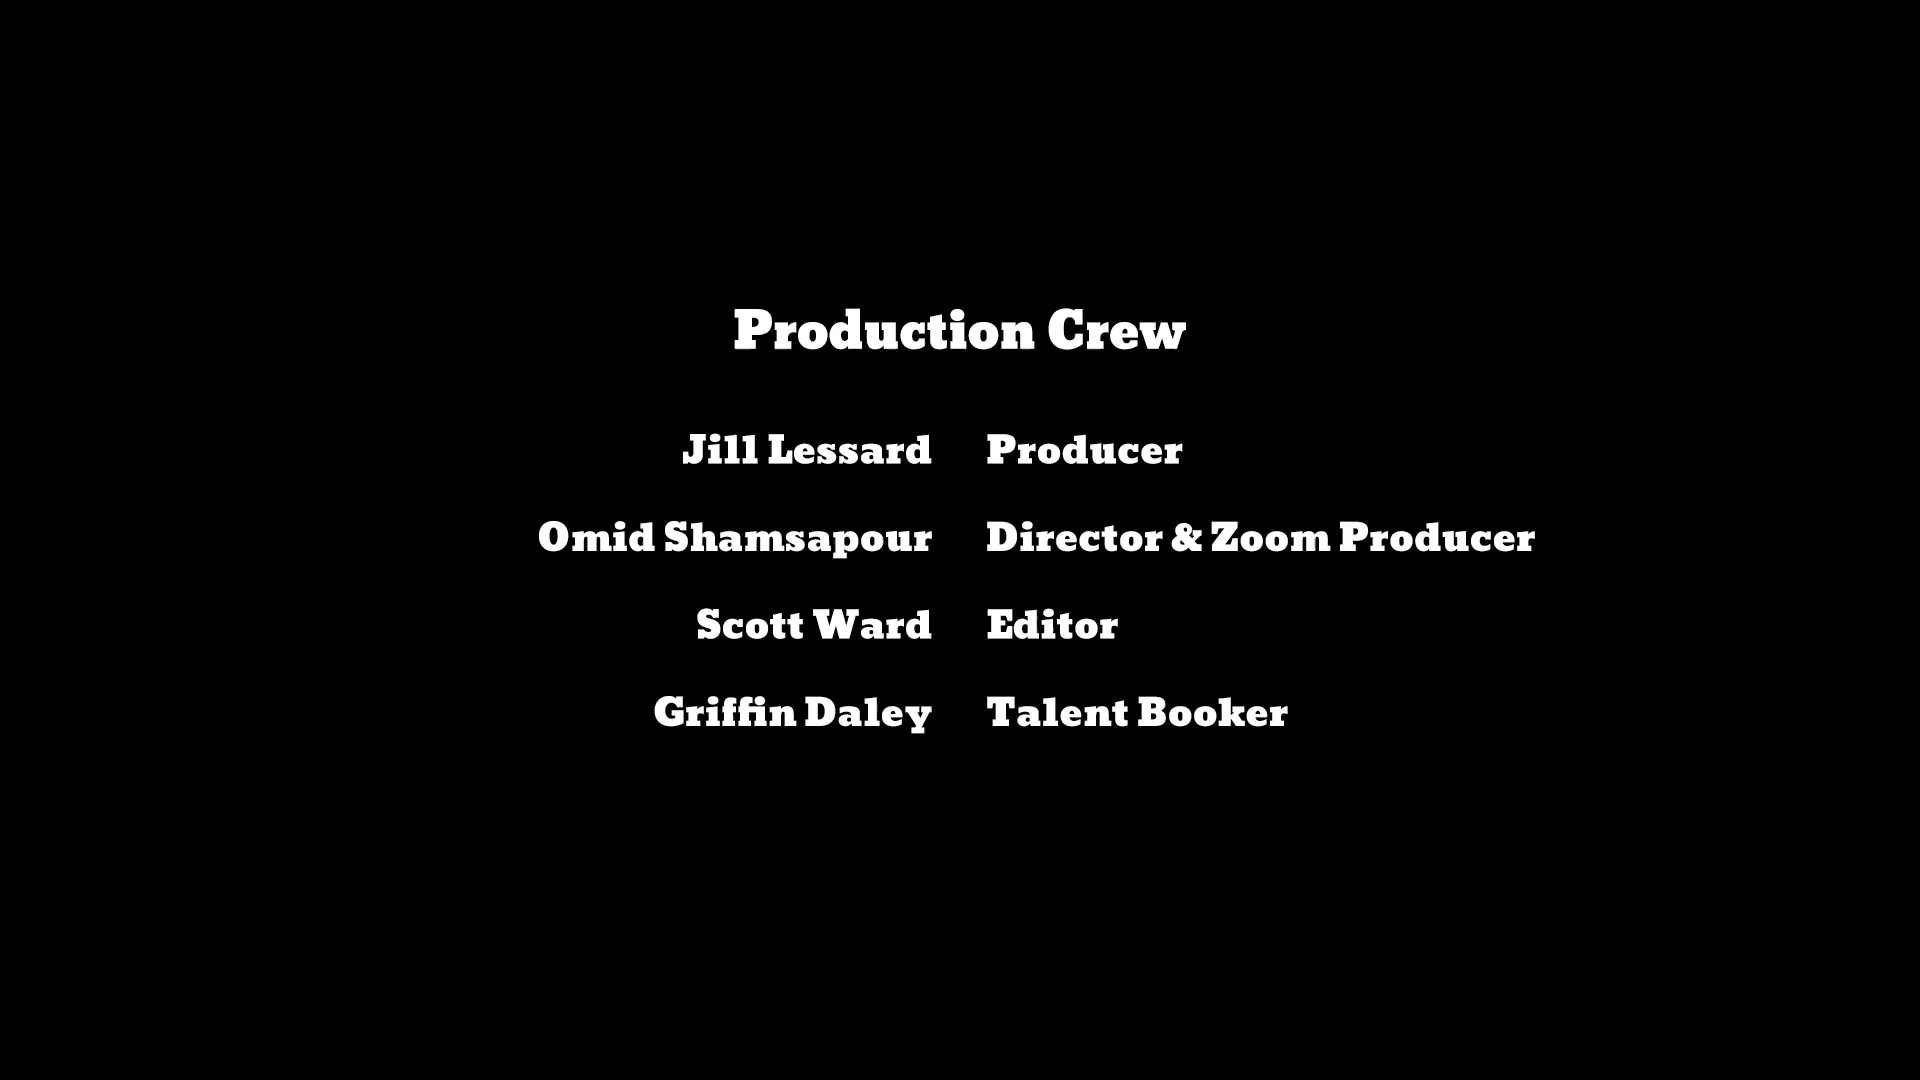 Production Crew
Jill Lessard Producer
Omid Shamsapour Director & Zoom Producer
Scott Ward Editor
Griffin Daley Talent Booker